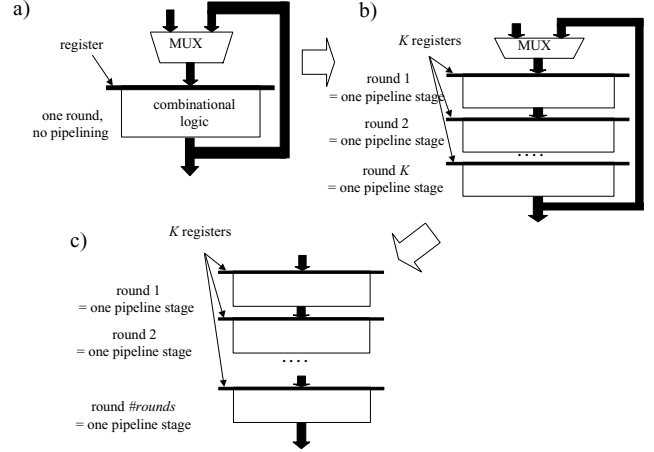 a)
MUX
register
combinational
logic
one round,
no pipelining
b)
K registers
MUX
round 1
= one pipeline stage
round 2
= one pipeline stage
. . . .
round K
= one pipeline stage
c)
K registers
round 1
= one pipeline stage
round 2
= one pipeline stage
. . . .
round #rounds
= one pipeline stage